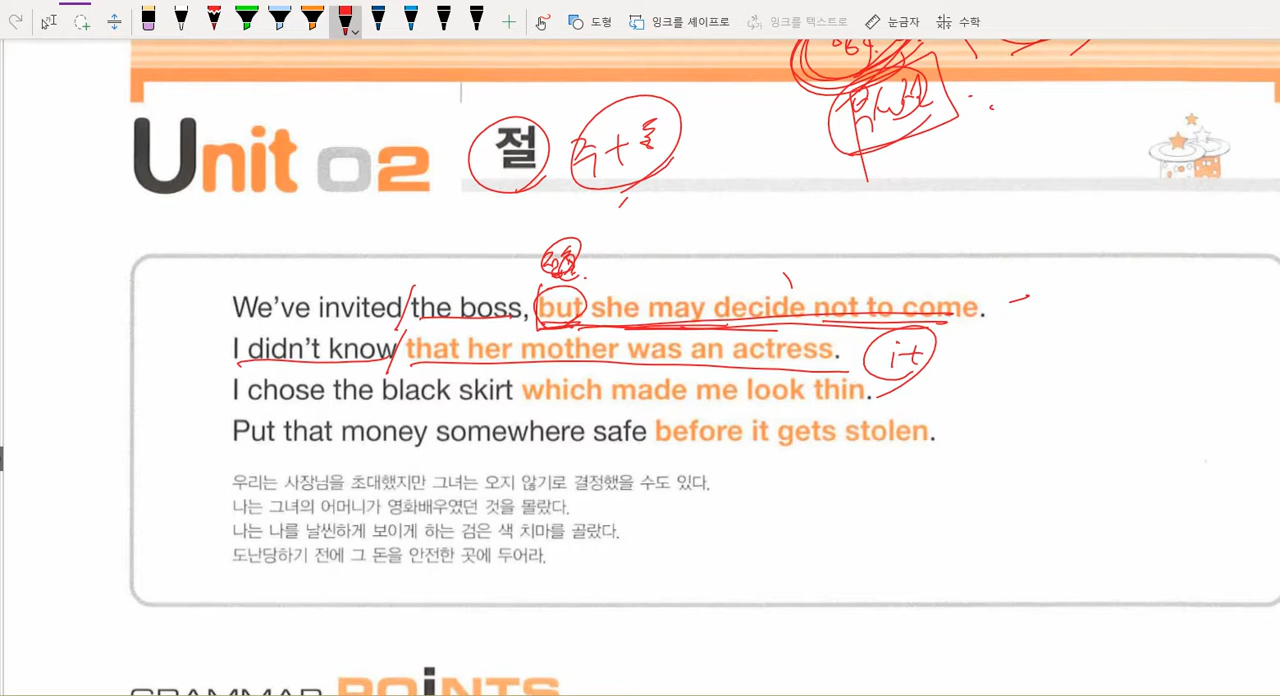 도형 잉크를 셰이프로 잉크를 텍스트로 눈금자 수학
Unit 02 절 주+동
We've invited the boss, but she may decide not to come.
I didn't know that her mother was an actress. it
I chose the black skirt which made me look thin.
Put that money somewhere safe before it gets stolen.
우리는 사장님을 초대했지만 그녀는 오지 않기로 결정했을 수도 있다.
나는 그녀의 어머니가 영화배우였던 것을 몰랐다.
나는 나를 날씬하게 보이게 하는 검은 색 치마를 골랐다.
도난당하기 전에 그 돈을 안전한 곳에 두어라.
GRAMMAR POiNTS